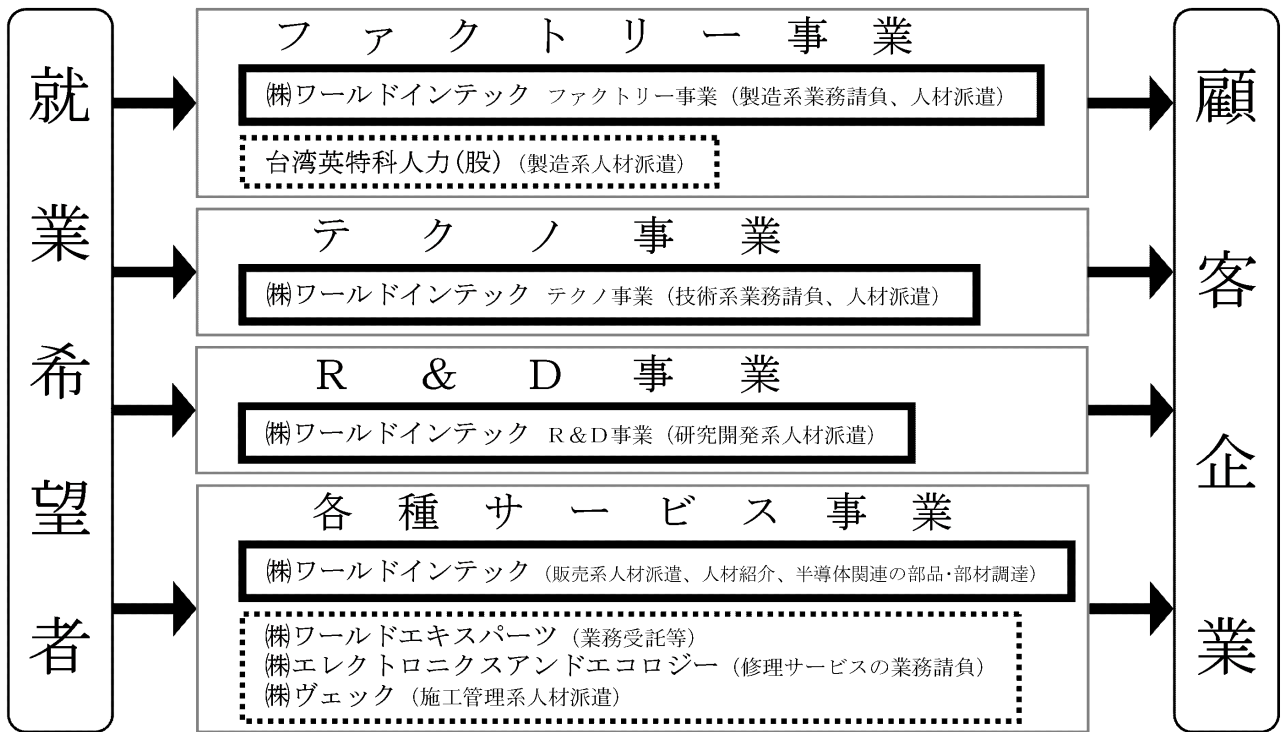 就業希望者
ファクトリー事業
㈱ワールドインテック ファクトリー事業（製造系業務請負、人材派遣）
台湾英特科人力(股)（製造系人材派遣）
テクノ事業
㈱ワールドインテック テクノ事業（技術系業務請負、人材派遣）
R&D事業
㈱ワールドインテック R&D事業（研究開発系人材派遣）
各種サービス事業
㈱ワールドインテック（販売系人材派遣、人材紹介、半導体関連の部品・部材調達）
㈱ワールドエキスパーツ（業務受託等）
㈱エレクトロニクスアンドエコロジー（修理サービスの業務請負）
㈱ヴェック（施工管理系人材派遣）
顧客企業